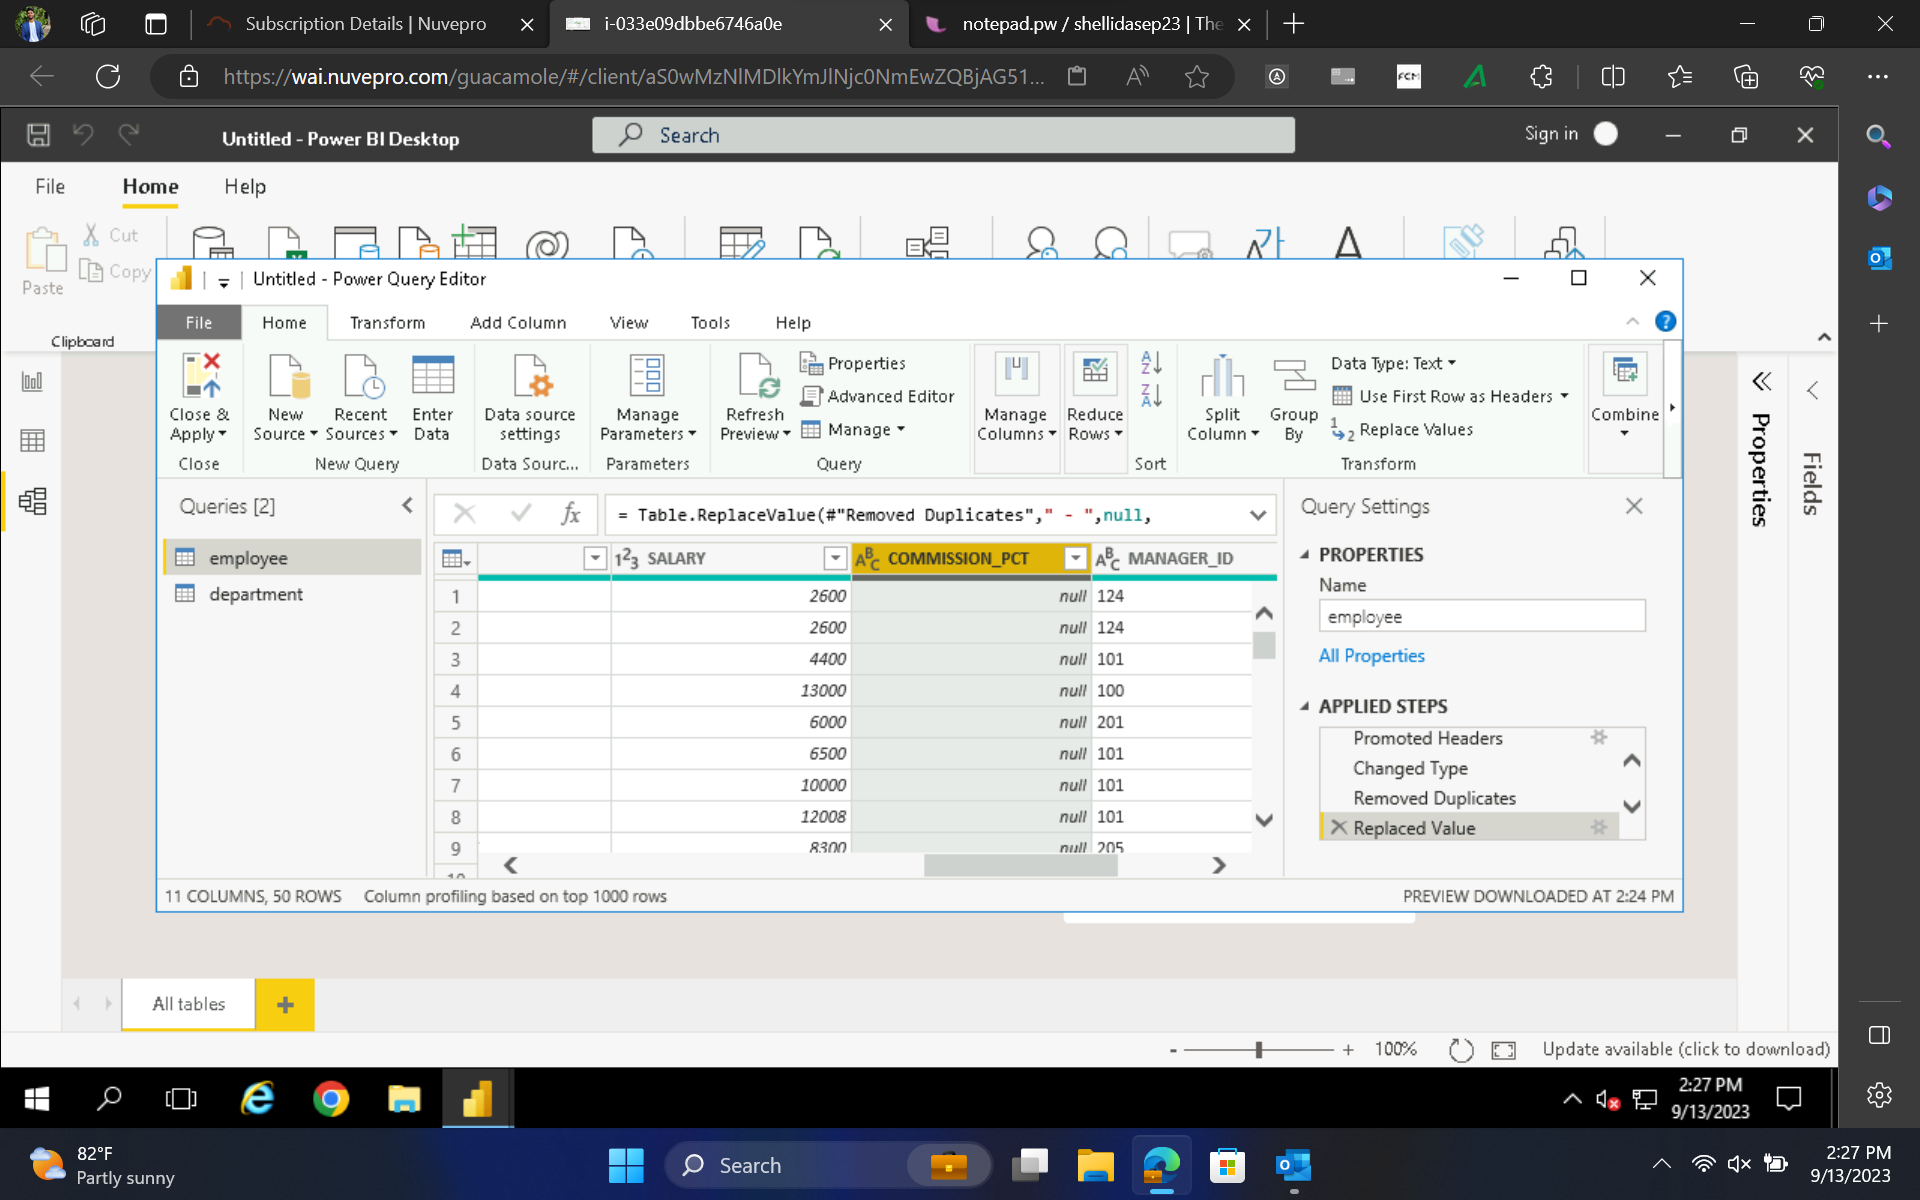 Subscription Details | Nuvepro
i-033e09dbbe6746a0e
notepad.pw / shellidasep23 | The
https://wai.nuvepro.com/guacamole/#/client/aS0wMzNlMDlkYmJlNjc0NmEwZQBjAG51...
Untitled - Power BI Desktop
Search
Sign in
File
Home
Help
Cut
Copy
Paste
Clipboard
Untitled - Power Query Editor
File
Home
Transform
Add Column
View
Tools
Help
Close & Apply
Close
New Source
Recent Sources
Enter Data
New Query
Data source settings
Data Sourc...
Manage Parameters
Parameters
Refresh Preview
Properties
Advanced Editor
Manage
Query
Manage Columns
Reduce Rows
Sort
Split Column
Group By
Data Type: Text
Use First Row as Headers
Replace Values
Transform
Combine
Properties
Fields
Queries [2]
employee
department
fx
= Table.ReplaceValue(#"Removed Duplicates"," - ",null,
SALARY COMMISSION_PCT MANAGER_ID
1 2600 null 124
2 2600 null 124
3 4400 null 101
4 13000 null 100
5 6000 null 201
6 6500 null 101
7 10000 null 101
8 12008 null 101
9 8300 null 205
10
Query Settings
PROPERTIES
Name
employee
All Properties
APPLIED STEPS
Promoted Headers
Changed Type
Removed Duplicates
Replaced Value
11 COLUMNS, 50 ROWS
Column profiling based on top 1000 rows
PREVIEW DOWNLOADED AT 2:24 PM
All tables
- + 100%
Update available (click to download)
2:27 PM
9/13/2023
82°F
Partly sunny
Search
2:27 PM
9/13/2023